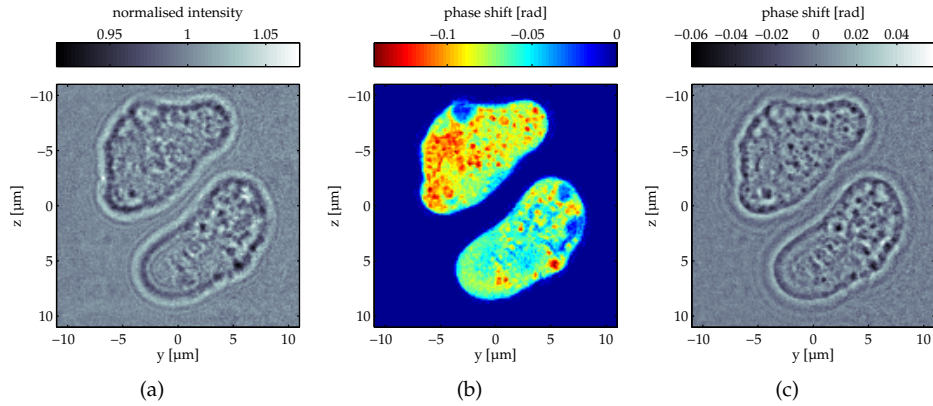 normalised intensity
0.95 1 1.05
z [μm]
−10
−5
0
5
10
−10 −5 0 5 10
y [μm]
(a)
phase shift [rad]
−0.1 −0.05 0
z [μm]
−10
−5
0
5
10
−10 −5 0 5 10
y [μm]
(b)
phase shift [rad]
−0.06 −0.04 −0.02 0 0.02 0.04
z [μm]
−10
−5
0
5
10
−10 −5 0 5 10
y [μm]
(c)